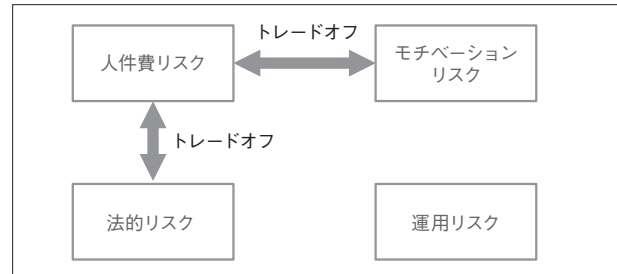 トレードオフ
人件費リスク
モチベーション
リスク
トレードオフ
法的リスク
運用リスク